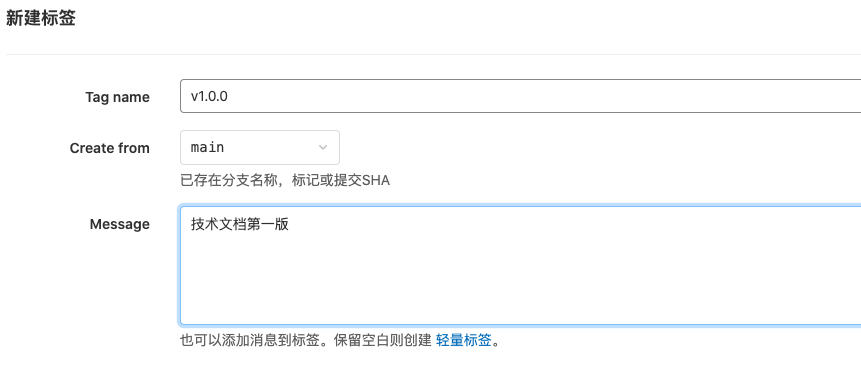 新建标签
Tag name
v1.0.0
Create from
main
已存在分支名称，标记或提交SHA
Message
技术文档第一版
也可以添加消息到标签。保留空白则创建 轻量标签。